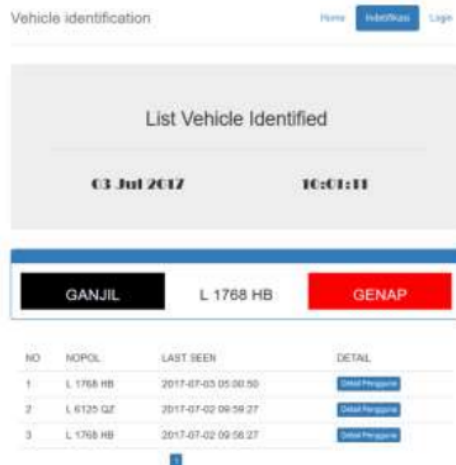 Vehicle identification Home Indetifikasi Login
List Vehicle Identified
03 Jul 2017 10:01:11
GANJIL L 1768 HB GENAP
NO NOPOL LAST SEEN DETAIL
1 L 1768 HB 2017-07-03 05:00:50 Detail Pengguna
2 L 6125 QZ 2017-07-02 09:59:27 Detail Pengguna
3 L 1768 HB 2017-07-02 09:56:27 Detail Pengguna
1